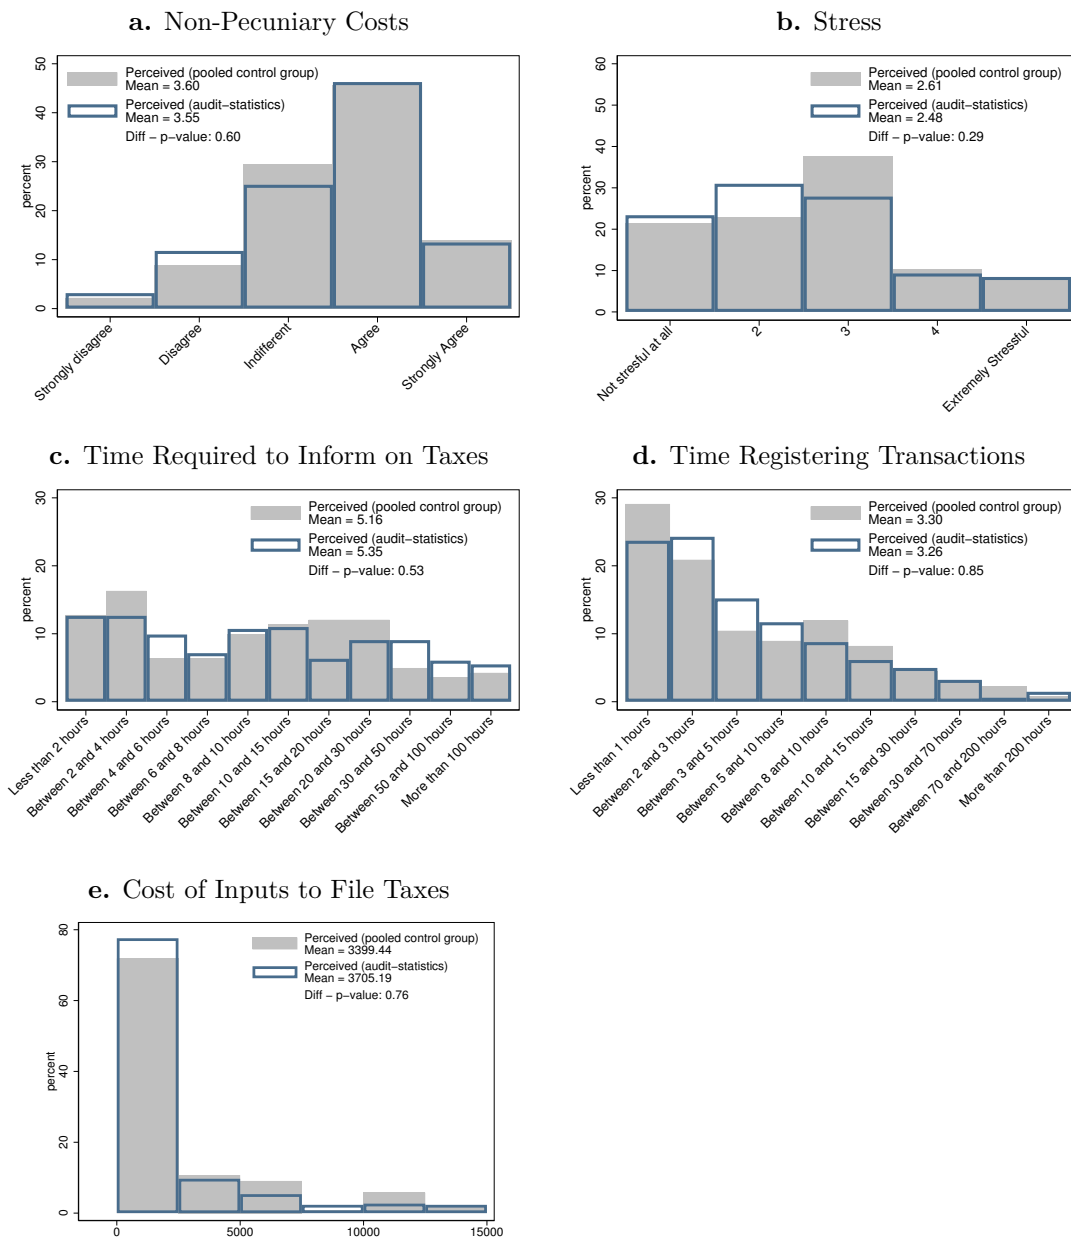 a. Non-Pecuniary Costs
50
40
30
20
10
0
percent
Perceived (pooled control group)
Mean = 3.60
Perceived (audit−statistics)
Mean = 3.55
Diff − p−value: 0.60
Strongly disagree
Disagree
Indifferent
Agree
Strongly Agree
b. Stress
60
50
40
30
20
10
0
percent
Perceived (pooled control group)
Mean = 2.61
Perceived (audit−statistics)
Mean = 2.48
Diff − p−value: 0.29
Not stresful at all
2
3
4
Extremely Stressful
c. Time Required to Inform on Taxes
30
20
10
0
percent
Perceived (pooled control group)
Mean = 5.16
Perceived (audit−statistics)
Mean = 5.35
Diff − p−value: 0.53
Less than 2 hours
Between 2 and 4 hours
Between 4 and 6 hours
Between 6 and 8 hours
Between 8 and 10 hours
Between 10 and 15 hours
Between 15 and 20 hours
Between 20 and 30 hours
Between 30 and 50 hours
Between 50 and 100 hours
More than 100 hours
d. Time Registering Transactions
30
20
10
0
percent
Perceived (pooled control group)
Mean = 3.30
Perceived (audit−statistics)
Mean = 3.26
Diff − p−value: 0.85
Less than 1 hours
Between 2 and 3 hours
Between 3 and 5 hours
Between 5 and 10 hours
Between 8 and 10 hours
Between 10 and 15 hours
Between 15 and 30 hours
Between 30 and 70 hours
Between 70 and 200 hours
More than 200 hours
e. Cost of Inputs to File Taxes
80
60
40
20
0
percent
Perceived (pooled control group)
Mean = 3399.44
Perceived (audit−statistics)
Mean = 3705.19
Diff − p−value: 0.76
0
5000
10000
15000